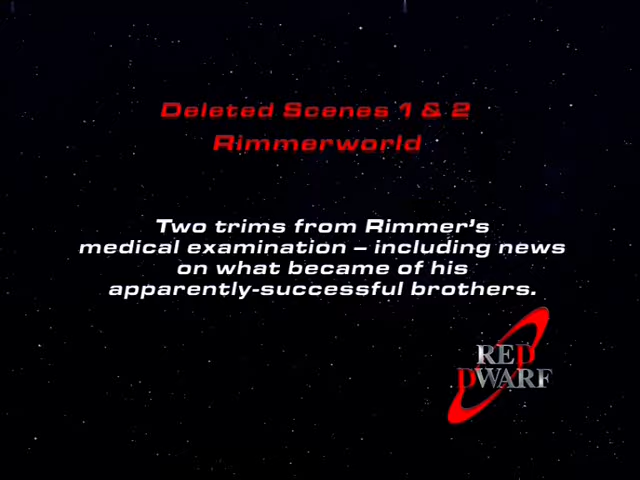 Deleted Scenes 1 & 2
Rimmerworld
Two trims from Rimmer's
medical examination – including news
on what became of his
apparently-successful brothers.
RED
DWARF